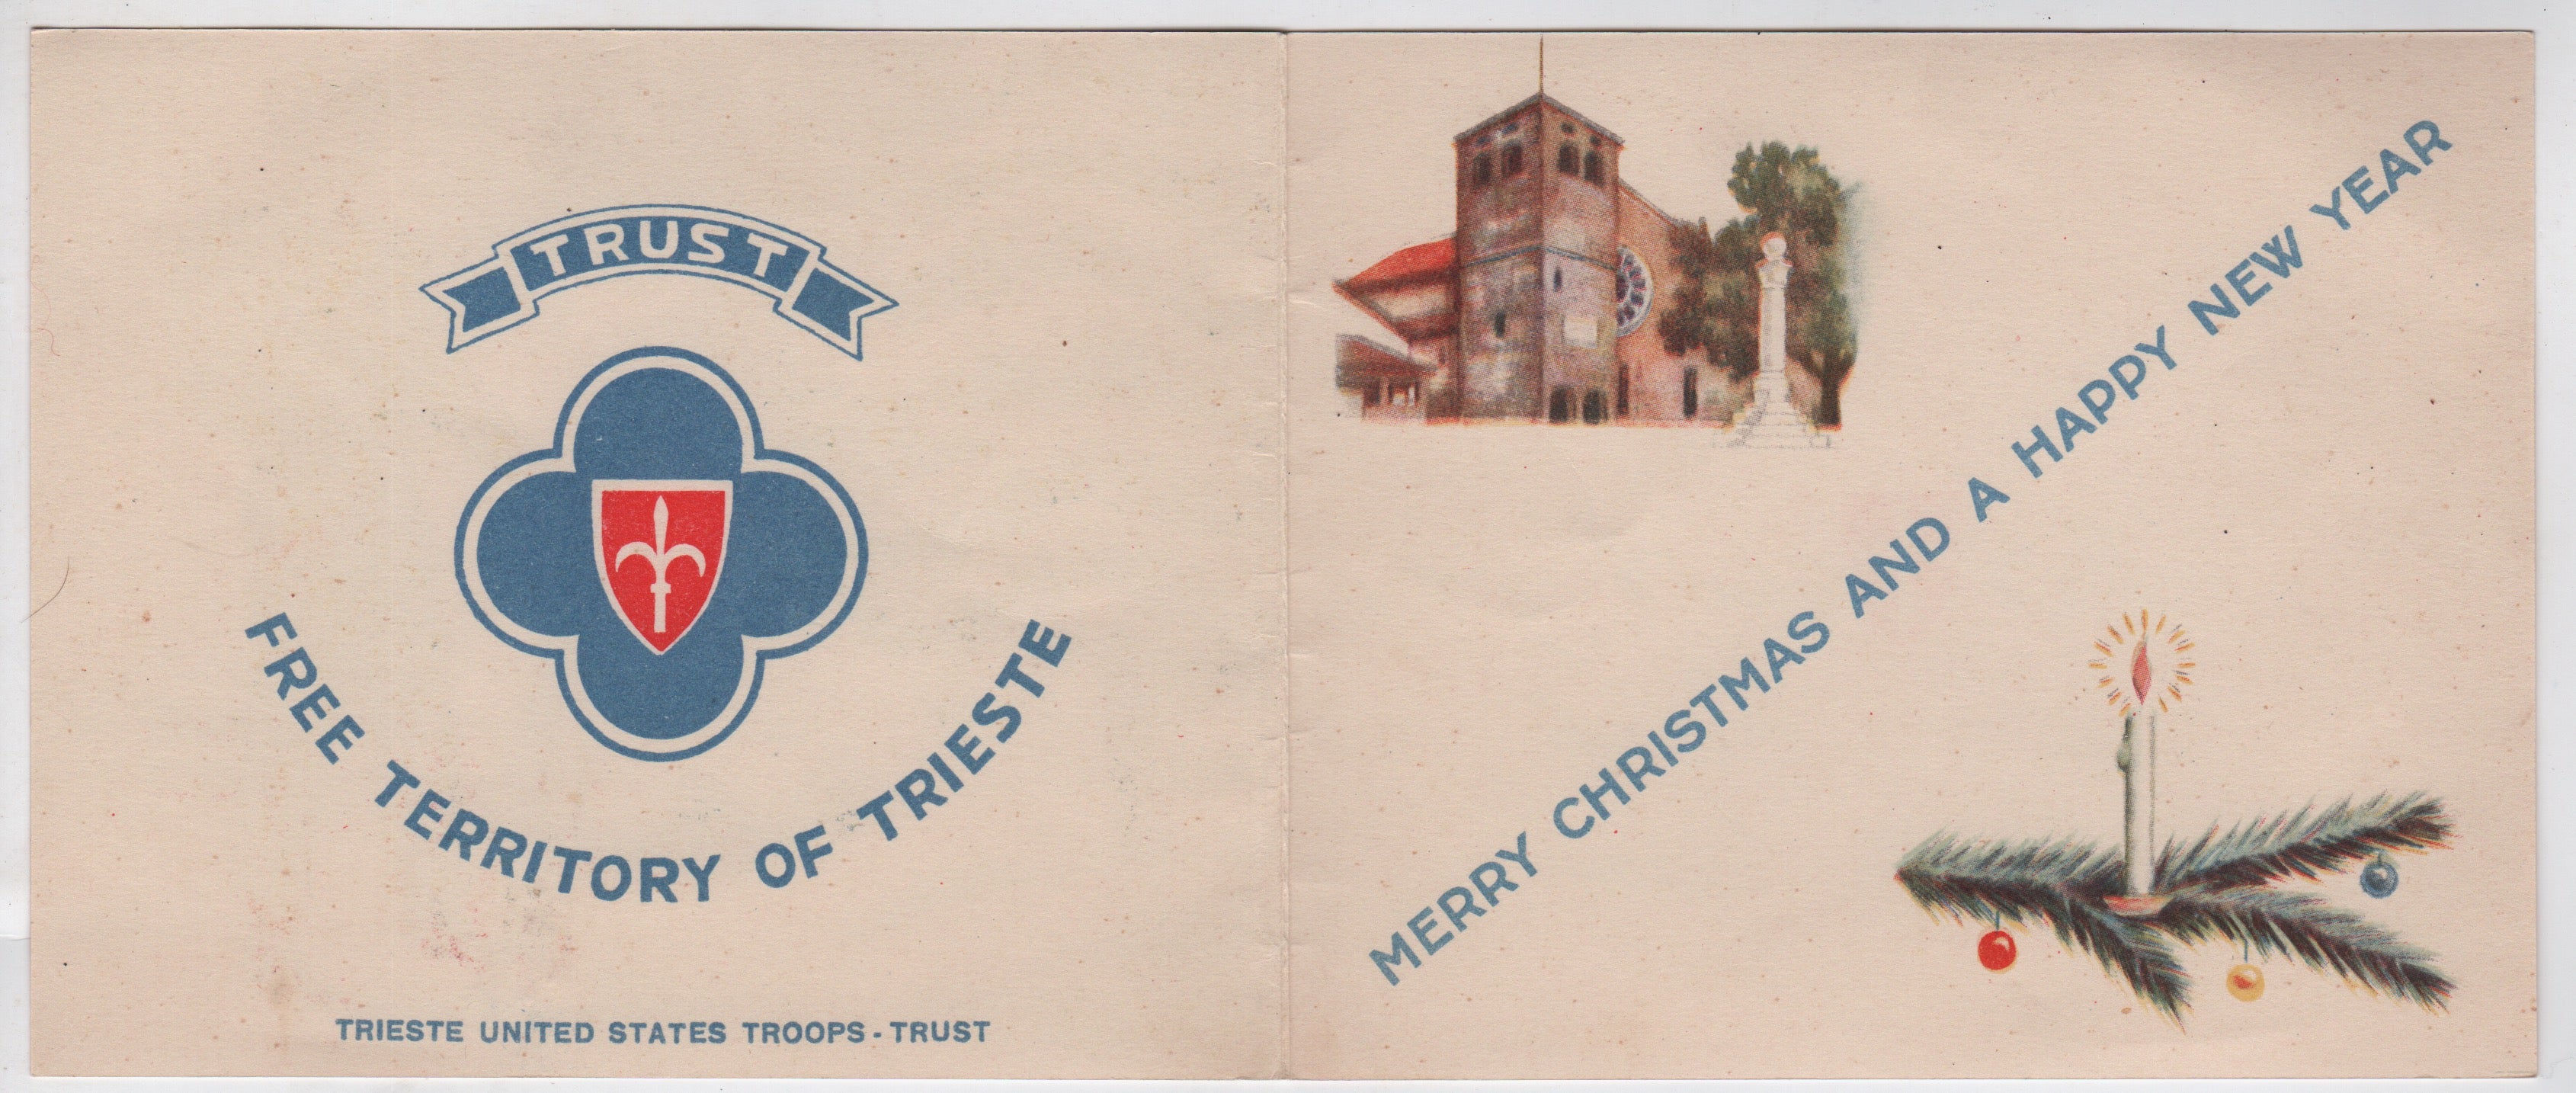 TRUST
FREE TERRITORY OF TRIESTE
TRIESTE UNITED STATES TROOPS - TRUST
MERRY CHRISTMAS AND A HAPPY NEW YEAR